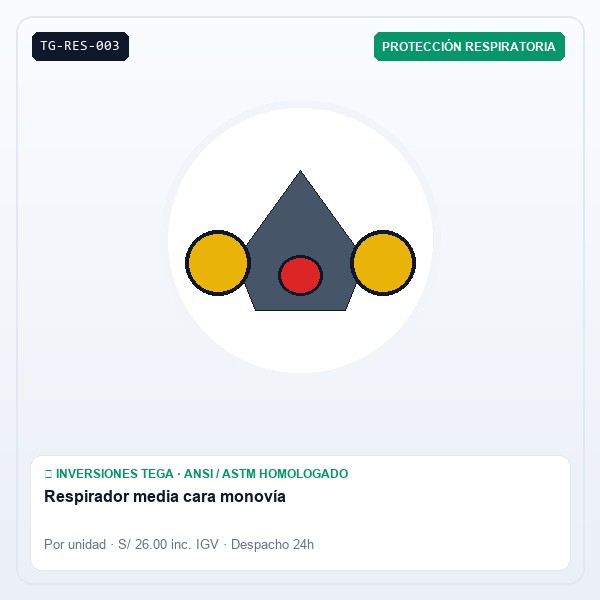 TG-RES-003
PROTECCIÓN RESPIRATORIA
INVERSIONES TEGA · ANSI / ASTM HOMOLOGADO
Respirador media cara monovía
Por unidad · S/ 26.00 inc. IGV · Despacho 24h